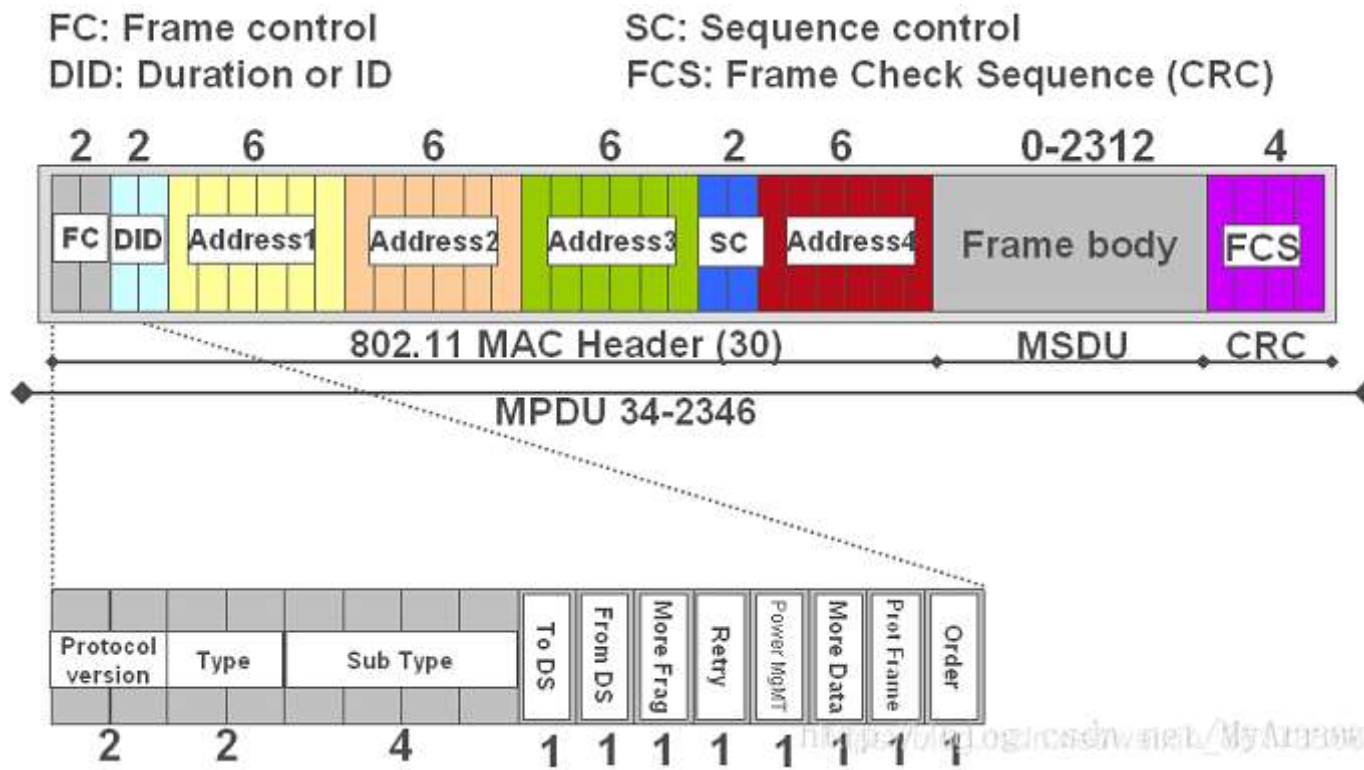 FC: Frame control SC: Sequence control
DID: Duration or ID FCS: Frame Check Sequence (CRC)
2 2 6 6 6 2 6 0-2312 4
FC DID Address1 Address2 Address3 SC Address4 Frame body FCS
802.11 MAC Header (30) MSDU CRC
MPDU 34-2346
Protocol version Type Sub Type To DS From DS More Frag Retry Power MgMT More Data Prot Frame Order
2 2 4 1 1 1 1 1 1 1 1